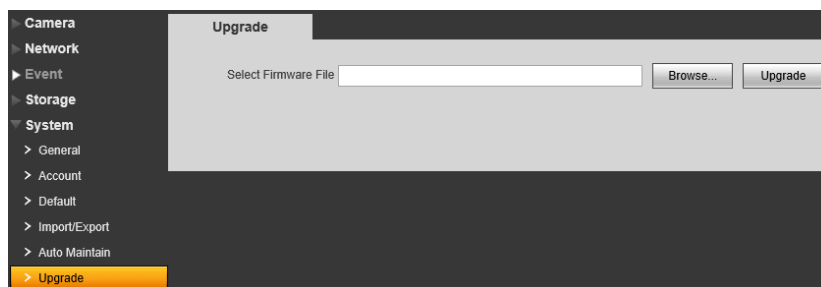 Camera
Network
Event
Storage
System
> General
> Account
> Default
> Import/Export
> Auto Maintain
> Upgrade
Upgrade
Select Firmware File
Browse...
Upgrade